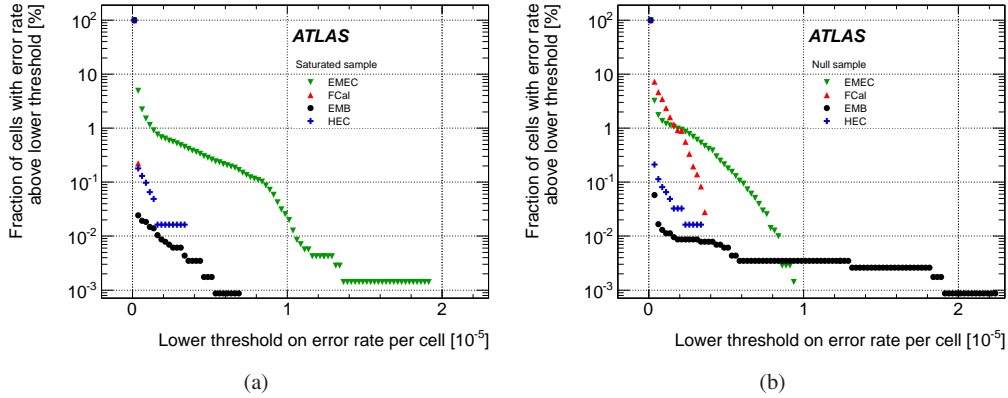 Fraction of cells with error rate
above lower threshold [%]
10²
10
1
10⁻¹
10⁻²
10⁻³
ATLAS
Saturated sample
EMEC
FCal
EMB
HEC
0 1 2
Lower threshold on error rate per cell [10⁻⁵]
(a)
Fraction of cells with error rate
above lower threshold [%]
10²
10
1
10⁻¹
10⁻²
10⁻³
ATLAS
Null sample
EMEC
FCal
EMB
HEC
0 1 2
Lower threshold on error rate per cell [10⁻⁵]
(b)